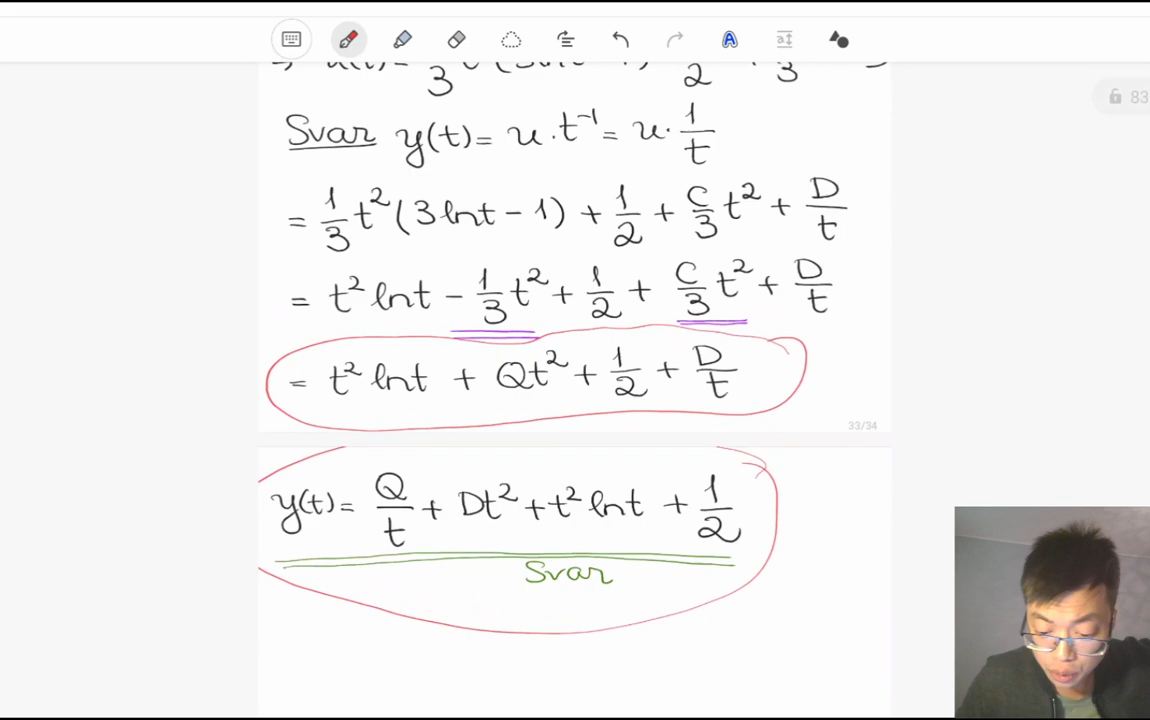 Svar y(t) = u · t⁻¹ = u · 1/t
= 1/3 t² (3 ln t - 1) + 1/2 + C/3 t² + D/t
= t² ln t - 1/3 t² + 1/2 + C/3 t² + D/t
= t² ln t + Qt² + 1/2 + D/t
33/34
y(t) = Q/t + Dt² + t² ln t + 1/2
Svar
83